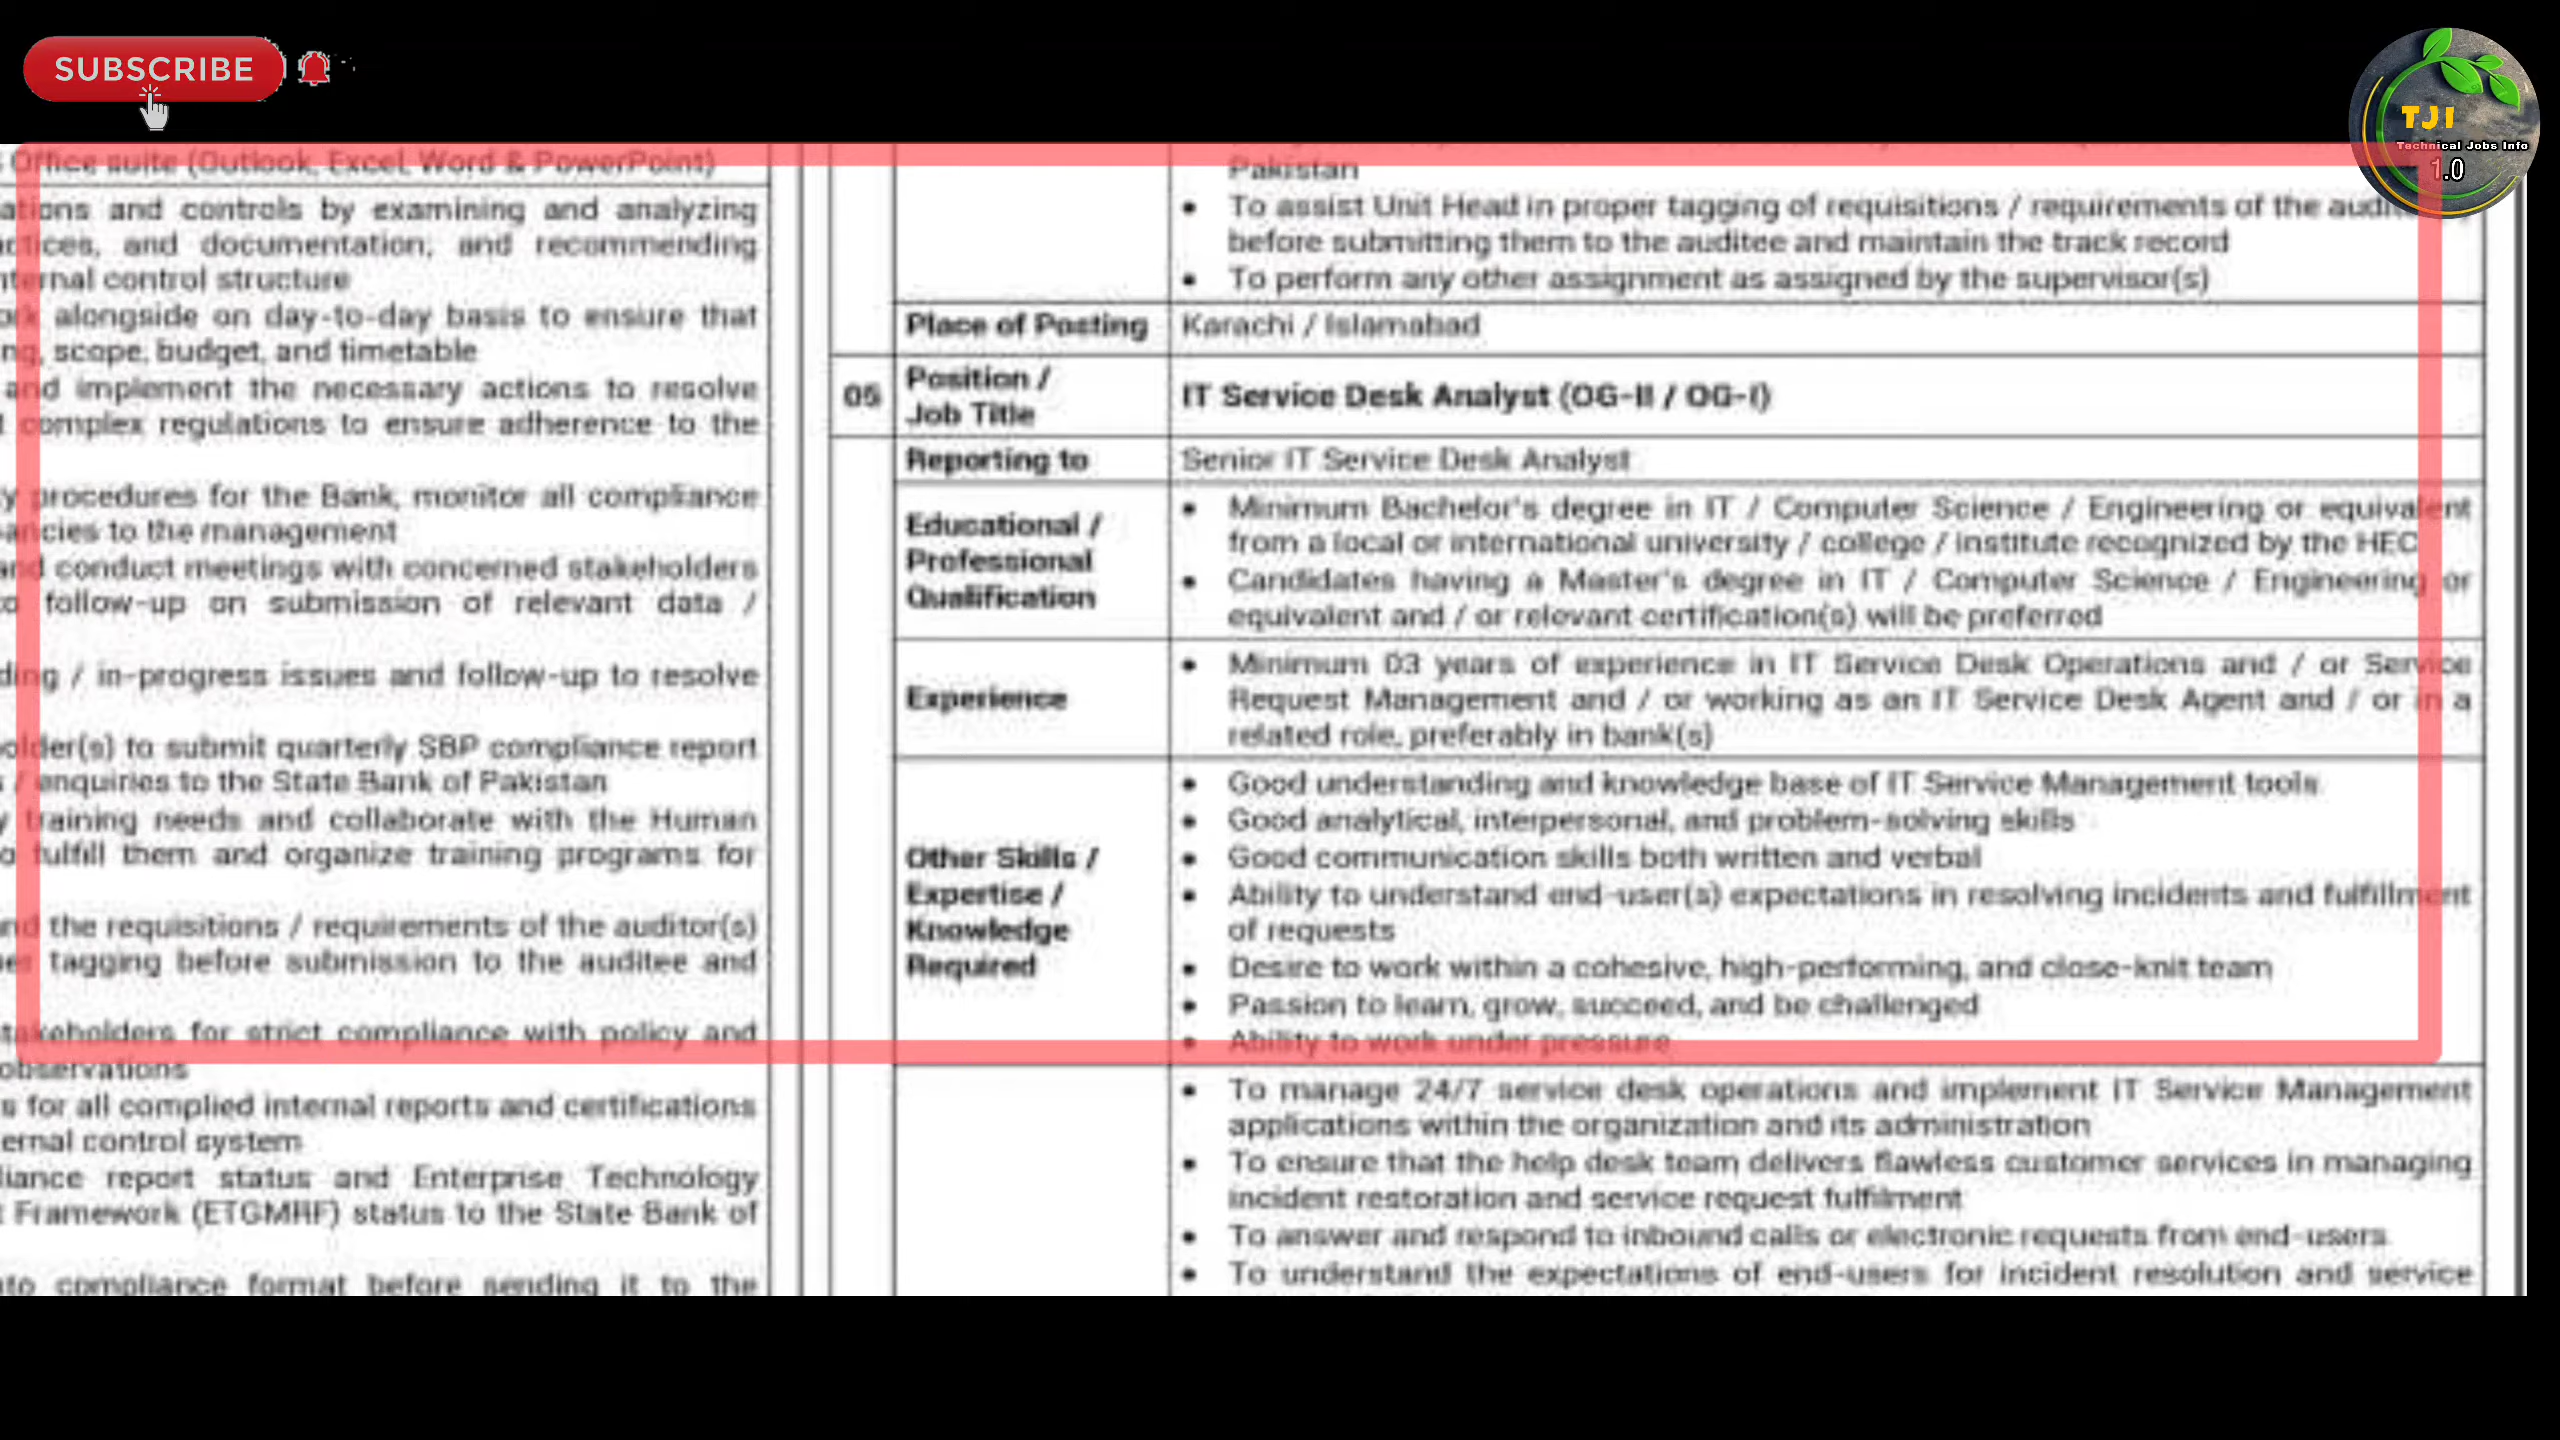 SUBSCRIBE
TJI
Technical Jobs Info
1.0
Office suite (Outlook, Excel, Word & PowerPoint)
ations and controls by examining and analyzing
actices, and documentation, and recommending
nternal control structure
ork alongside on day-to-day basis to ensure that
ng, scope, budget, and timetable
and implement the necessary actions to resolve
t complex regulations to ensure adherence to the
y procedures for the Bank, monitor all compliance
ancies to the management
and conduct meetings with concerned stakeholders
to follow-up on submission of relevant data /
ding / in-progress issues and follow-up to resolve
older(s) to submit quarterly SBP compliance report
s / enquiries to the State Bank of Pakistan
y training needs and collaborate with the Human
o fulfill them and organize training programs for
nd the requisitions / requirements of the auditor(s)
er tagging before submission to the auditee and
takeholders for strict compliance with policy and
observations
s for all complied internal reports and certifications
ernal control system
liance report status and Enterprise Technology
t Framework (ETGMRF) status to the State Bank of
to compliance format before sending it to the
Pakistan
• To assist Unit Head in proper tagging of requisitions / requirements of the
before submitting them to the auditee and maintain the track record
• To perform any other assignment as assigned by the supervisor(s)
Place of Posting Karachi / Islamabad
05 Position / Job Title IT Service Desk Analyst (OG-II / OG-I)
Reporting to Senior IT Service Desk Analyst
Educational / Professional Qualification
• Minimum Bachelor's degree in IT / Computer Science / Engineering or equivalent
from a local or international university / college / institute recognized by the HEC
• Candidates having a Master's degree in IT / Computer Science / Engineering or
equivalent and / or relevant certification(s) will be preferred
Experience
• Minimum 03 years of experience in IT Service Desk Operations and / or Service
Request Management and / or working as an IT Service Desk Agent and / or in a
related role, preferably in bank(s)
Other Skills / Expertise / Knowledge Required
• Good understanding and knowledge base of IT Service Management tools
• Good analytical, interpersonal, and problem-solving skills
• Good communication skills both written and verbal
• Ability to understand end-user(s) expectations in resolving incidents and fulfillment
of requests
• Desire to work within a cohesive, high-performing, and close-knit team
• Passion to learn, grow, succeed, and be challenged
• Ability to work under pressure
• To manage 24/7 service desk operations and implement IT Service Management
applications within the organization and its administration
• To ensure that the help desk team delivers flawless customer services in managing
incident restoration and service request fulfilment
• To answer and respond to inbound calls or electronic requests from end-users
• To understand the expectations of end-users for incident resolution and service